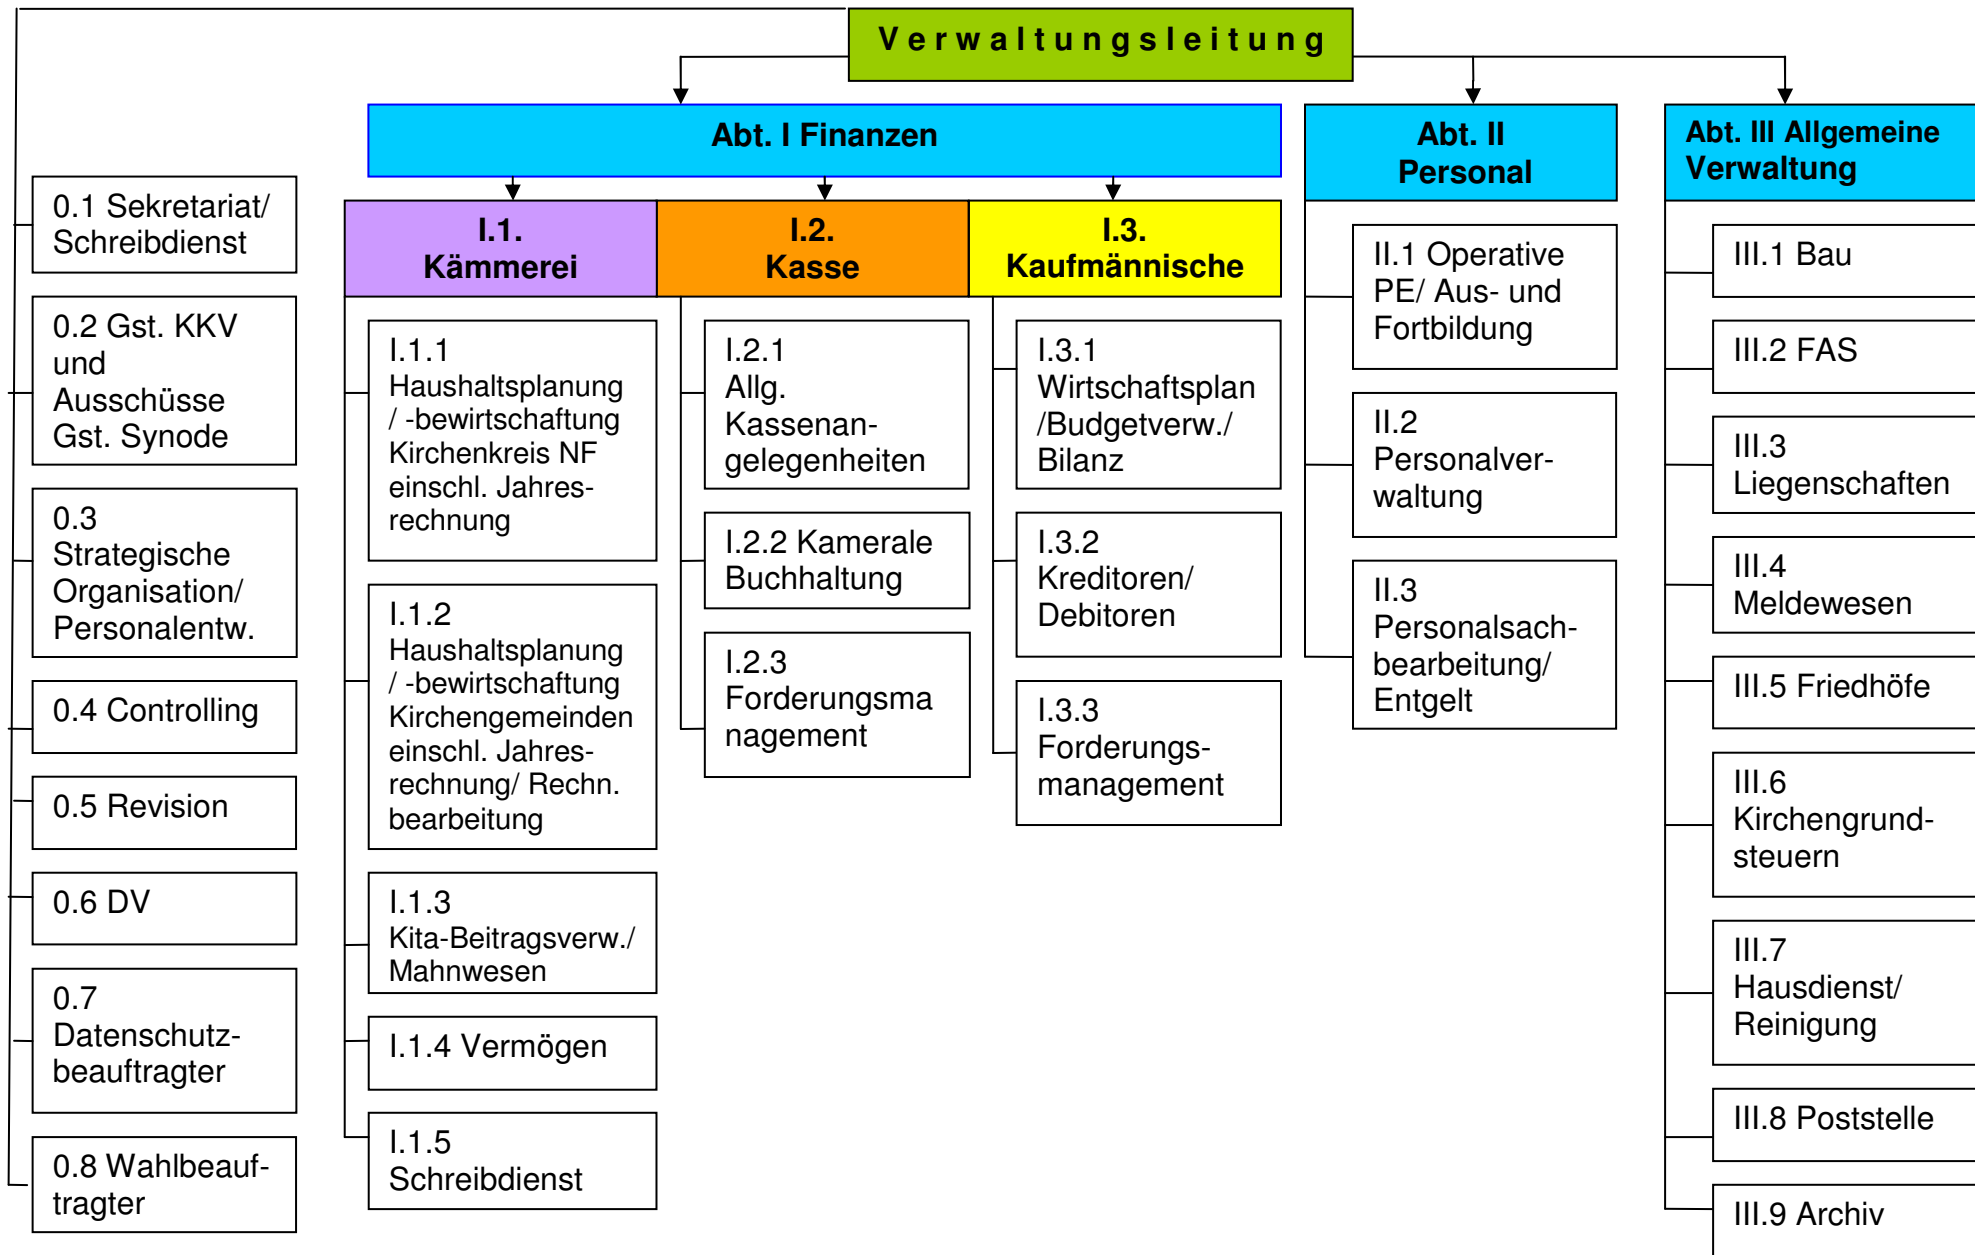 Verwaltungsleitung
Abt. I Finanzen
Abt. II
Personal
Abt. III Allgemeine
Verwaltung
0.1 Sekretariat/
Schreibdienst
0.2 Gst. KKV
und
Ausschüsse
Gst. Synode
0.3
Strategische
Organisation/
Personalentw.
0.4 Controlling
0.5 Revision
0.6 DV
0.7
Datenschutz-
beauftragter
0.8 Wahlbeauf-
tragter
I.1.
Kämmerei
I.1.1
Haushaltsplanung
/ -bewirtschaftung
Kirchenkreis NF
einschl. Jahres-
rechnung
I.1.2
Haushaltsplanung
/ -bewirtschaftung
Kirchengemeinden
einschl. Jahres-
rechnung/ Rechn.
bearbeitung
I.1.3
Kita-Beitragsverw./
Mahnwesen
I.1.4 Vermögen
I.1.5
Schreibdienst
I.2.
Kasse
I.2.1
Allg.
Kassenan-
gelegenheiten
I.2.2 Kamerale
Buchhaltung
I.2.3
Forderungsma
nagement
I.3.
Kaufmännische
I.3.1
Wirtschaftsplan
/Budgetverw./
Bilanz
I.3.2
Kreditoren/
Debitoren
I.3.3
Forderungs-
management
II.1 Operative
PE/ Aus- und
Fortbildung
II.2
Personalver-
waltung
II.3
Personalsach-
bearbeitung/
Entgelt
III.1 Bau
III.2 FAS
III.3
Liegenschaften
III.4
Meldewesen
III.5 Friedhöfe
III.6
Kirchengrund-
steuern
III.7
Hausdienst/
Reinigung
III.8 Poststelle
III.9 Archiv